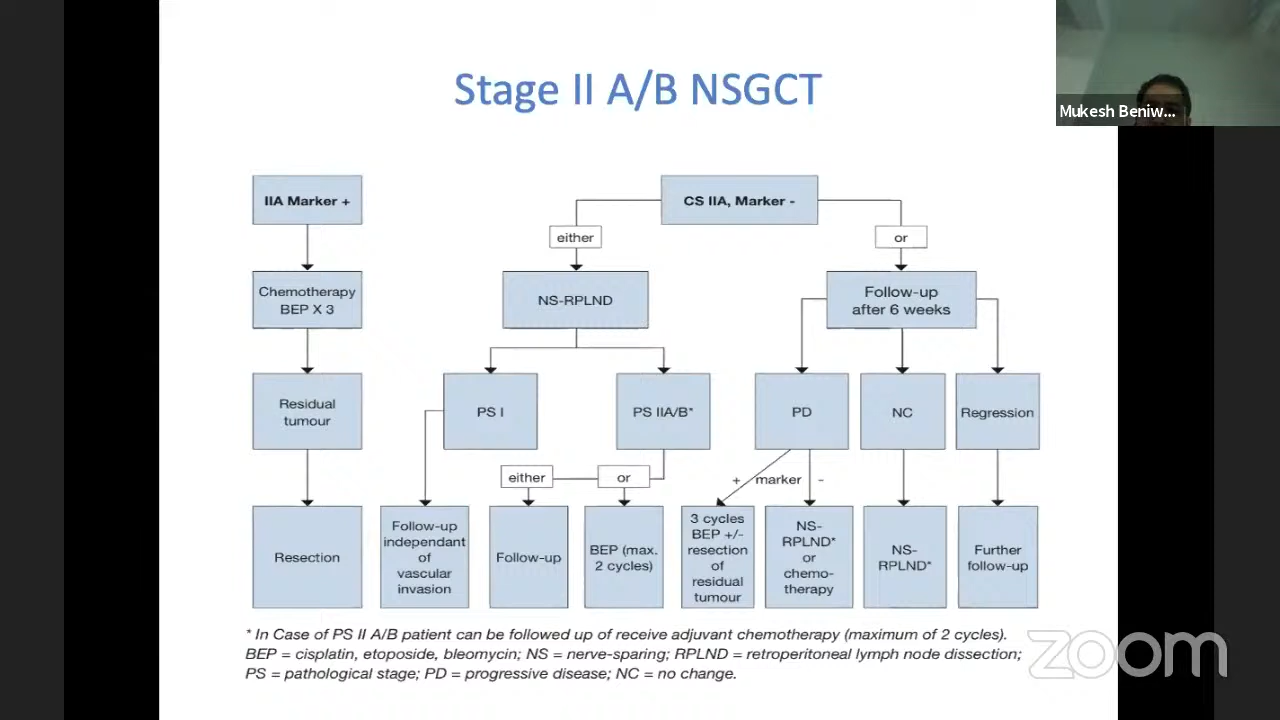 Stage II A/B NSGCT
Mukesh Beniw...
IIA Marker +
CS IIA, Marker -
either
or
Chemotherapy
BEP X 3
NS-RPLND
Follow-up
after 6 weeks
Residual
tumour
PS I
PS IIA/B*
PD
NC
Regression
either
or
+ marker -
Resection
Follow-up
independant
of
vascular
invasion
Follow-up
BEP (max.
2 cycles)
3 cycles
BEP +/-
resection
of
residual
tumour
NS-
RPLND*
or
chemo-
therapy
NS-
RPLND*
Further
follow-up
* In Case of PS II A/B patient can be followed up of receive adjuvant chemotherapy (maximum of 2 cycles).
BEP = cisplatin, etoposide, bleomycin; NS = nerve-sparing; RPLND = retroperitoneal lymph node dissection;
PS = pathological stage; PD = progressive disease; NC = no change.
zoom